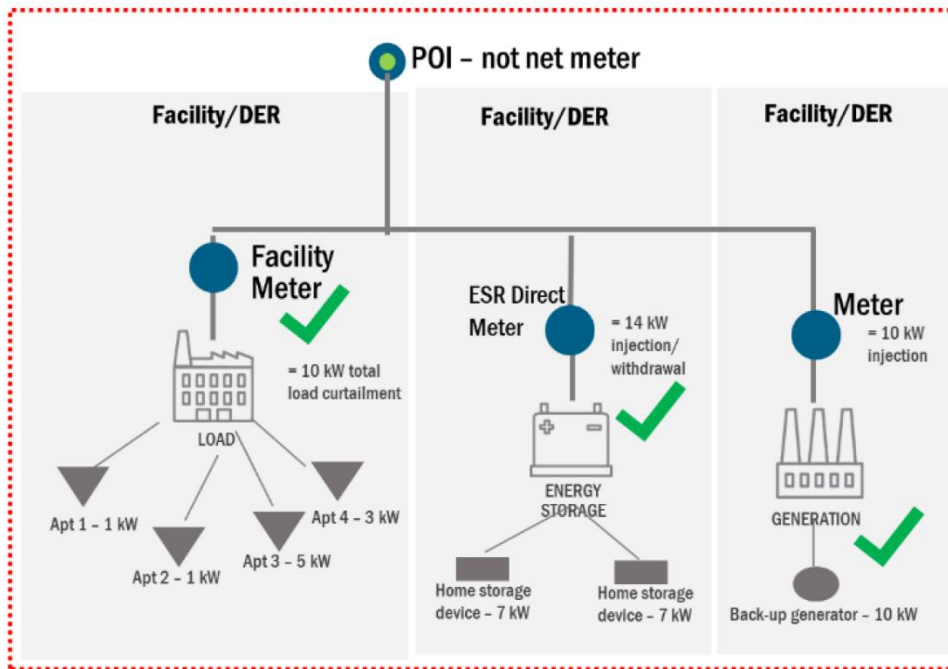 POI – not net meter
Facility/DER
Facility/DER
Facility/DER
Facility
Meter
= 10 kW total
load curtailment
LOAD
Apt 1 – 1 kW
Apt 2 – 1 kW
Apt 3 – 5 kW
Apt 4 – 3 kW
ESR Direct
Meter
= 14 kW
injection/
withdrawal
ENERGY
STORAGE
Home storage
device – 7 kW
Home storage
device – 7 kW
Meter
= 10 kW
injection
GENERATION
Back-up generator – 10 kW